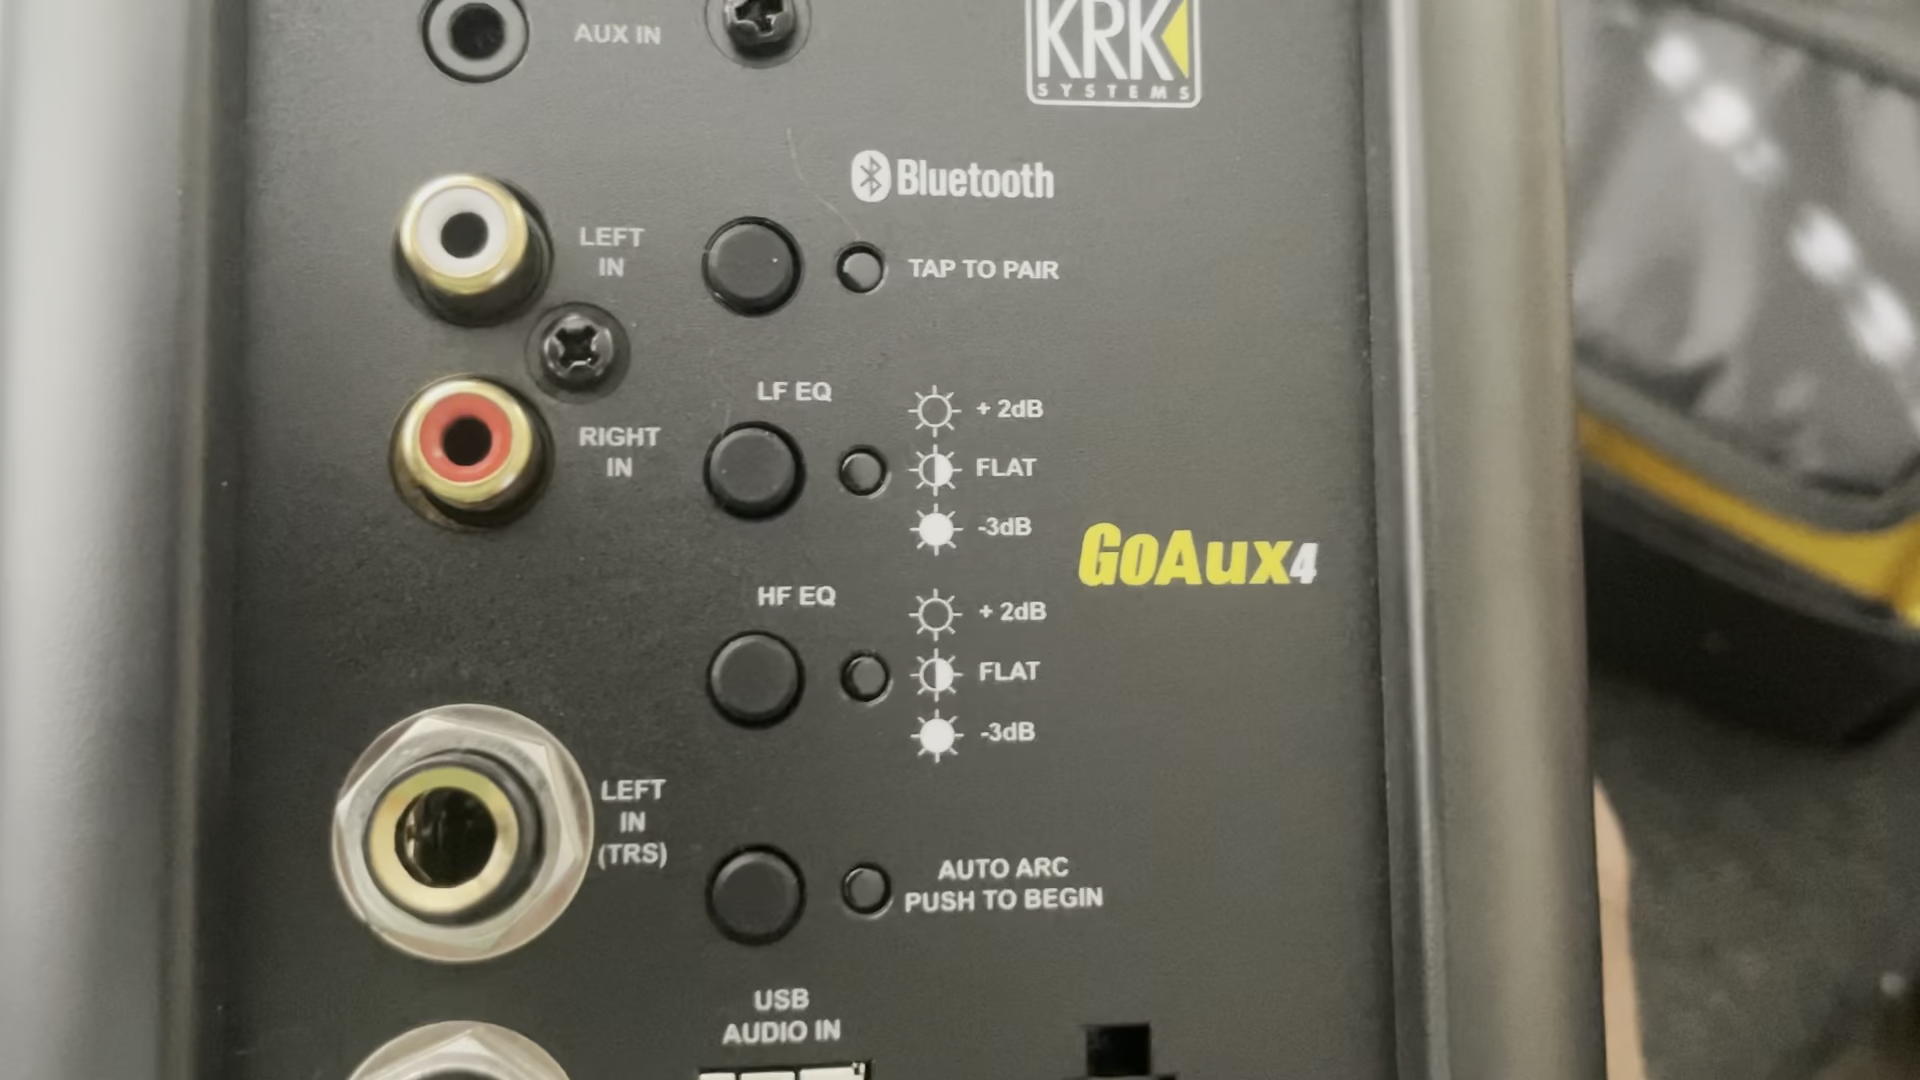 AUX IN
KRK
SYSTEMS
Bluetooth
LEFT
IN
TAP TO PAIR
LF EQ
+ 2dB
RIGHT
IN
FLAT
-3dB
GoAux4
HF EQ
+ 2dB
FLAT
-3dB
LEFT
IN
(TRS)
AUTO ARC
PUSH TO BEGIN
USB
AUDIO IN